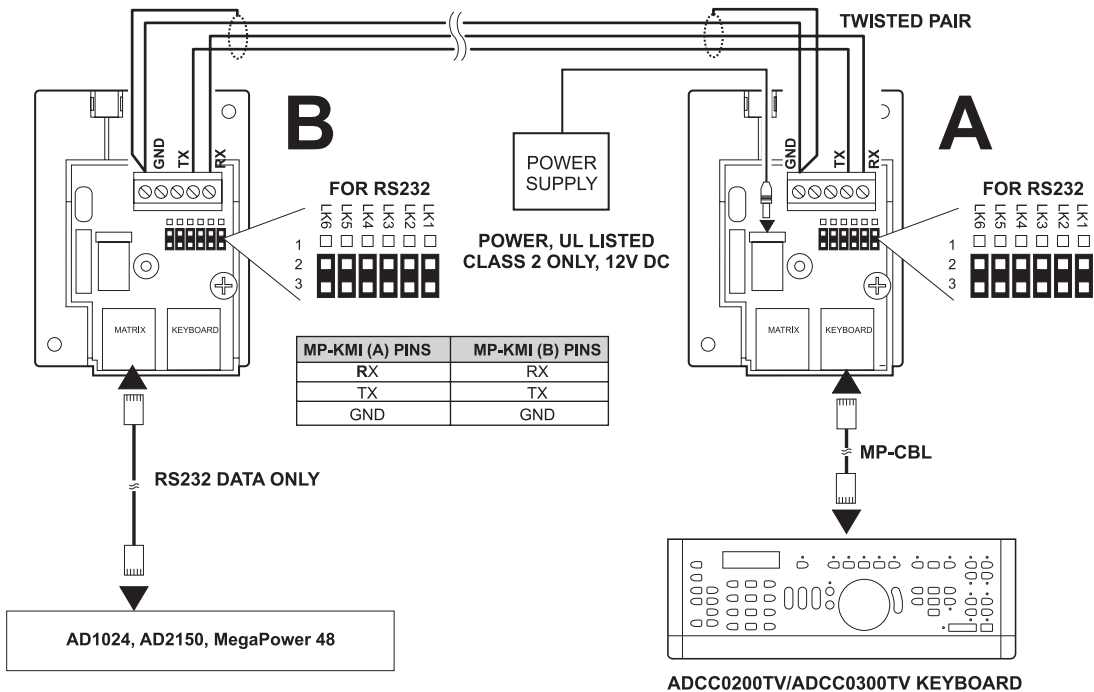 TWISTED PAIR
B
GND
TX
RX
FOR RS232
LK6
LK5
LK4
LK3
LK2
LK1
1
2
3
MATRIX
KEYBOARD
POWER
SUPPLY
POWER, UL LISTED
CLASS 2 ONLY, 12V DC
A
GND
TX
RX
FOR RS232
LK6
LK5
LK4
LK3
LK2
LK1
1
2
3
MATRIX
KEYBOARD
MP-KMI (A) PINS MP-KMI (B) PINS
RX RX
TX TX
GND GND
RS232 DATA ONLY
MP-CBL
AD1024, AD2150, MegaPower 48
ADCC0200TV/ADCC0300TV KEYBOARD